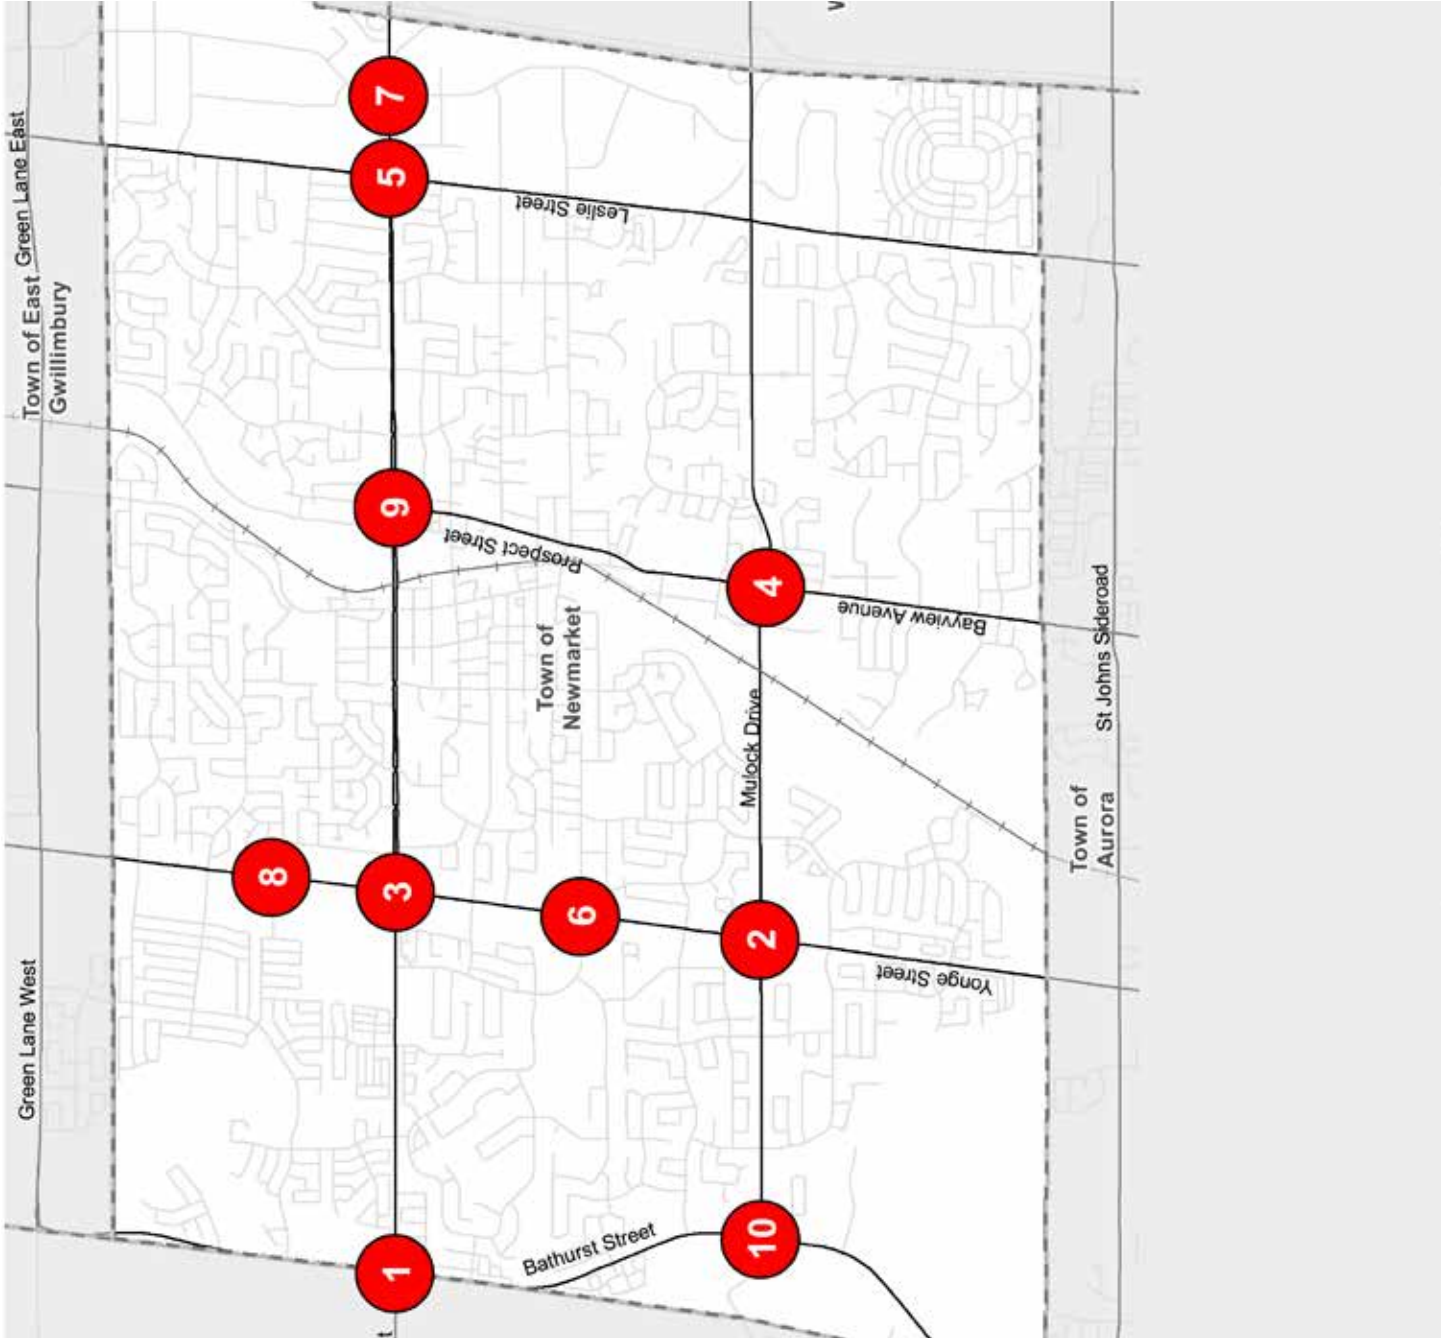 Green Lane West
Green Lane East
Town of East
Gwillimbury
8
1
3
9
5
7
Prospect Street
Leslie Street
Bathurst Street
Town of
Newmarket
6
Mulock Drive
10
2
4
Yonge Street
Bayview Avenue
Town of
Aurora
St Johns Sideroad